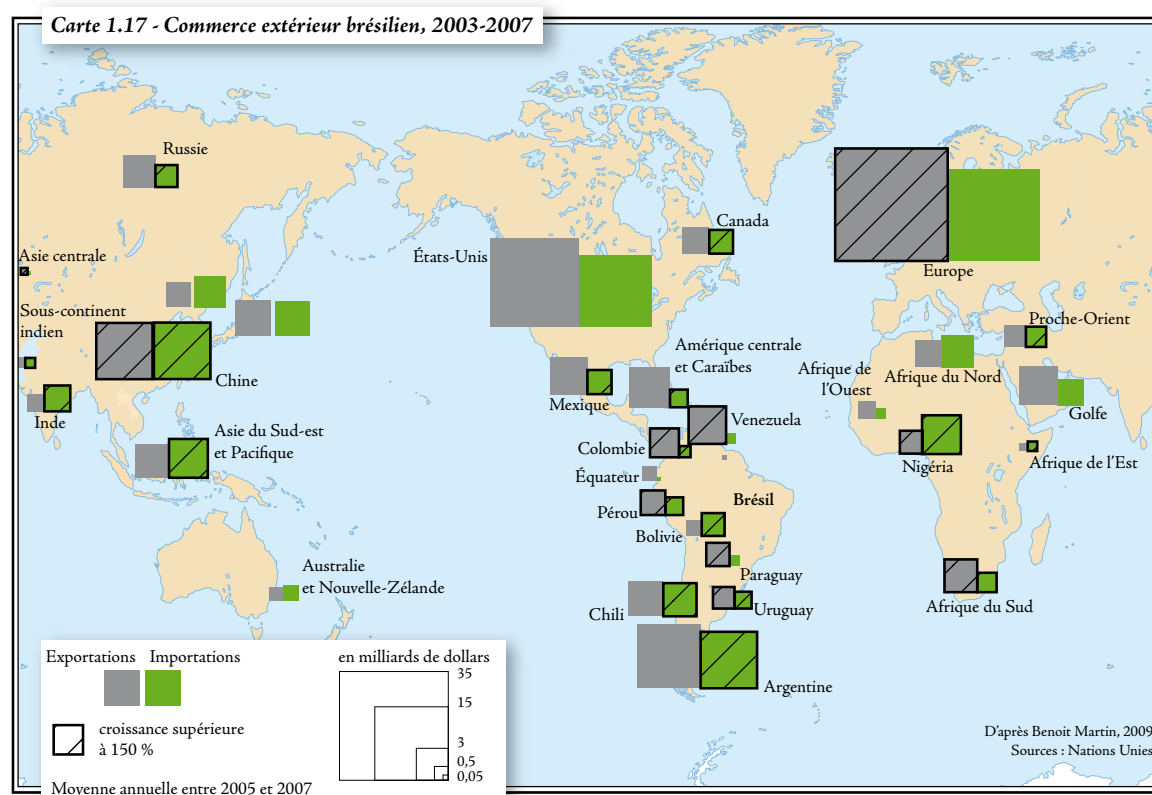 Carte 1.17 - Commerce extérieur brésilien, 2003-2007
Russie
Canada
Asie centrale
États-Unis
Europe
Sous-continent
indien
Proche-Orient
Chine
Amérique centrale
et Caraïbes
Afrique de
l'Ouest
Afrique du Nord
Golfe
Mexique
Inde
Venezuela
Asie du Sud-est
et Pacifique
Colombie
Nigéria
Afrique de l'Est
Équateur
Brésil
Pérou
Bolivie
Australie
et Nouvelle-Zélande
Paraguay
Chili
Uruguay
Afrique du Sud
Argentine
Exportations Importations
croissance supérieure
à 150 %
Moyenne annuelle entre 2005 et 2007
en milliards de dollars
35
15
3
0,5
0,05
D'après Benoit Martin, 2009
Sources : Nations Unies